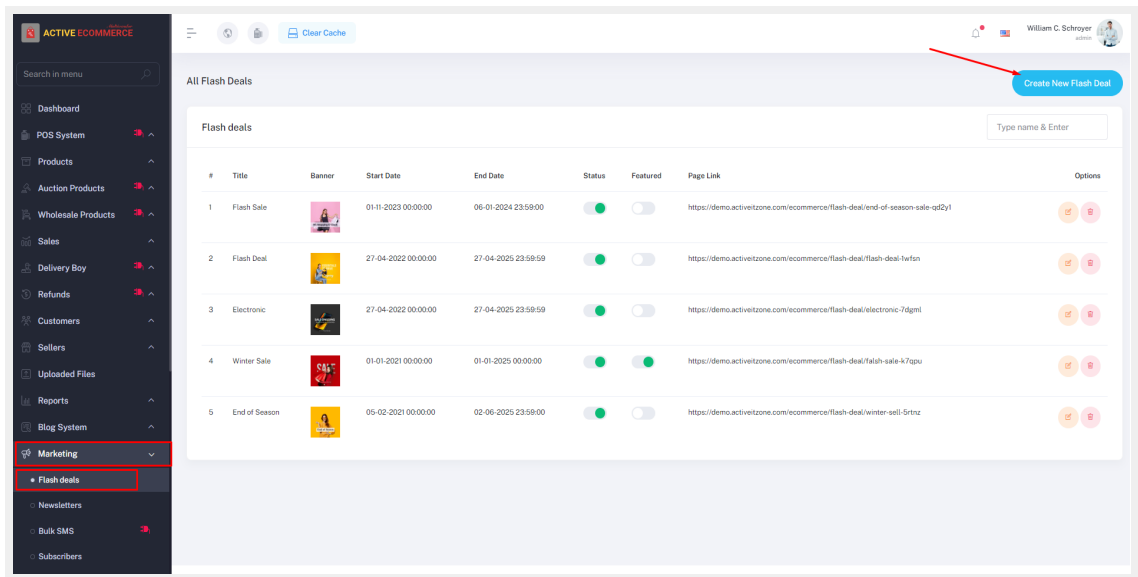 ACTIVE ECOMMERCE
Clear Cache
William C. Schroyer
admin
Search in menu
All Flash Deals
Create New Flash Deal
Dashboard
POS System
Products
Auction Products
Wholesale Products
Sales
Delivery Boy
Refunds
Customers
Sellers
Uploaded Files
Reports
Blog System
Marketing
Flash deals
Newsletters
Bulk SMS
Subscribers
Flash deals
Type name & Enter
# Title Banner Start Date End Date Status Featured Page Link Options
1 Flash Sale 01-11-2023 00:00:00 06-01-2024 23:59:00 https://demo.activeitzone.com/ecommerce/flash-deal/end-of-season-sale-qd2y1
2 Flash Deal 27-04-2022 00:00:00 27-04-2025 23:59:59 https://demo.activeitzone.com/ecommerce/flash-deal/flash-deal-1wfsn
3 Electronic 27-04-2022 00:00:00 27-04-2025 23:59:59 https://demo.activeitzone.com/ecommerce/flash-deal/electronic-7dgml
4 Winter Sale SALE 01-01-2021 00:00:00 01-01-2025 00:00:00 https://demo.activeitzone.com/ecommerce/flash-deal/falsh-sale-k7qpu
5 End of Season 05-02-2021 00:00:00 02-06-2025 23:59:00 https://demo.activeitzone.com/ecommerce/flash-deal/winter-sell-5rtnz